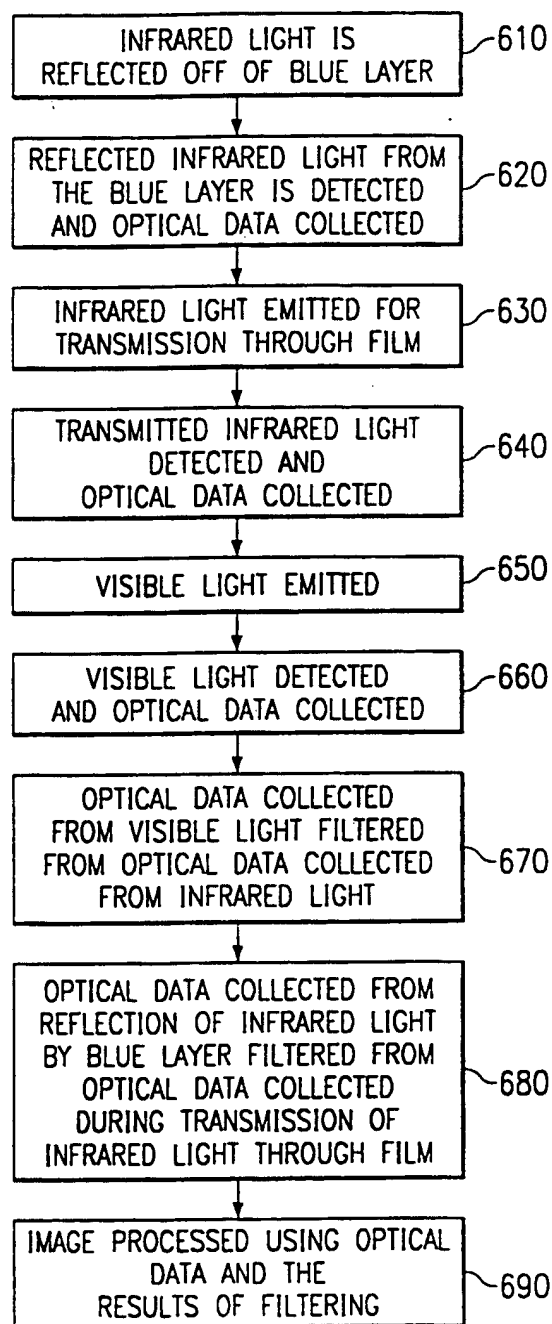 INFRARED LIGHT IS
REFLECTED OFF OF BLUE LAYER
610
REFLECTED INFRARED LIGHT FROM
THE BLUE LAYER IS DETECTED
AND OPTICAL DATA COLLECTED
620
INFRARED LIGHT EMITTED FOR
TRANSMISSION THROUGH FILM
630
TRANSMITTED INFRARED LIGHT
DETECTED AND
OPTICAL DATA COLLECTED
640
VISIBLE LIGHT EMITTED
650
VISIBLE LIGHT DETECTED
AND OPTICAL DATA COLLECTED
660
OPTICAL DATA COLLECTED
FROM VISIBLE LIGHT FILTERED
FROM OPTICAL DATA COLLECTED
FROM INFRARED LIGHT
670
OPTICAL DATA COLLECTED FROM
REFLECTION OF INFRARED LIGHT
BY BLUE LAYER FILTERED FROM
OPTICAL DATA COLLECTED
DURING TRANSMISSION OF
INFRARED LIGHT THROUGH FILM
680
IMAGE PROCESSED USING OPTICAL
DATA AND THE
RESULTS OF FILTERING
690